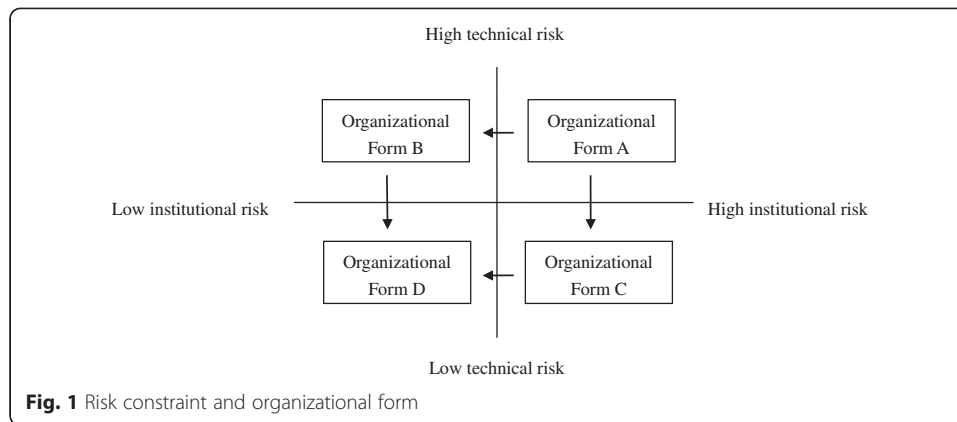 High technical risk
Organizational
Form B
Organizational
Form A
Low institutional risk
High institutional risk
Organizational
Form D
Organizational
Form C
Low technical risk
Fig. 1 Risk constraint and organizational form